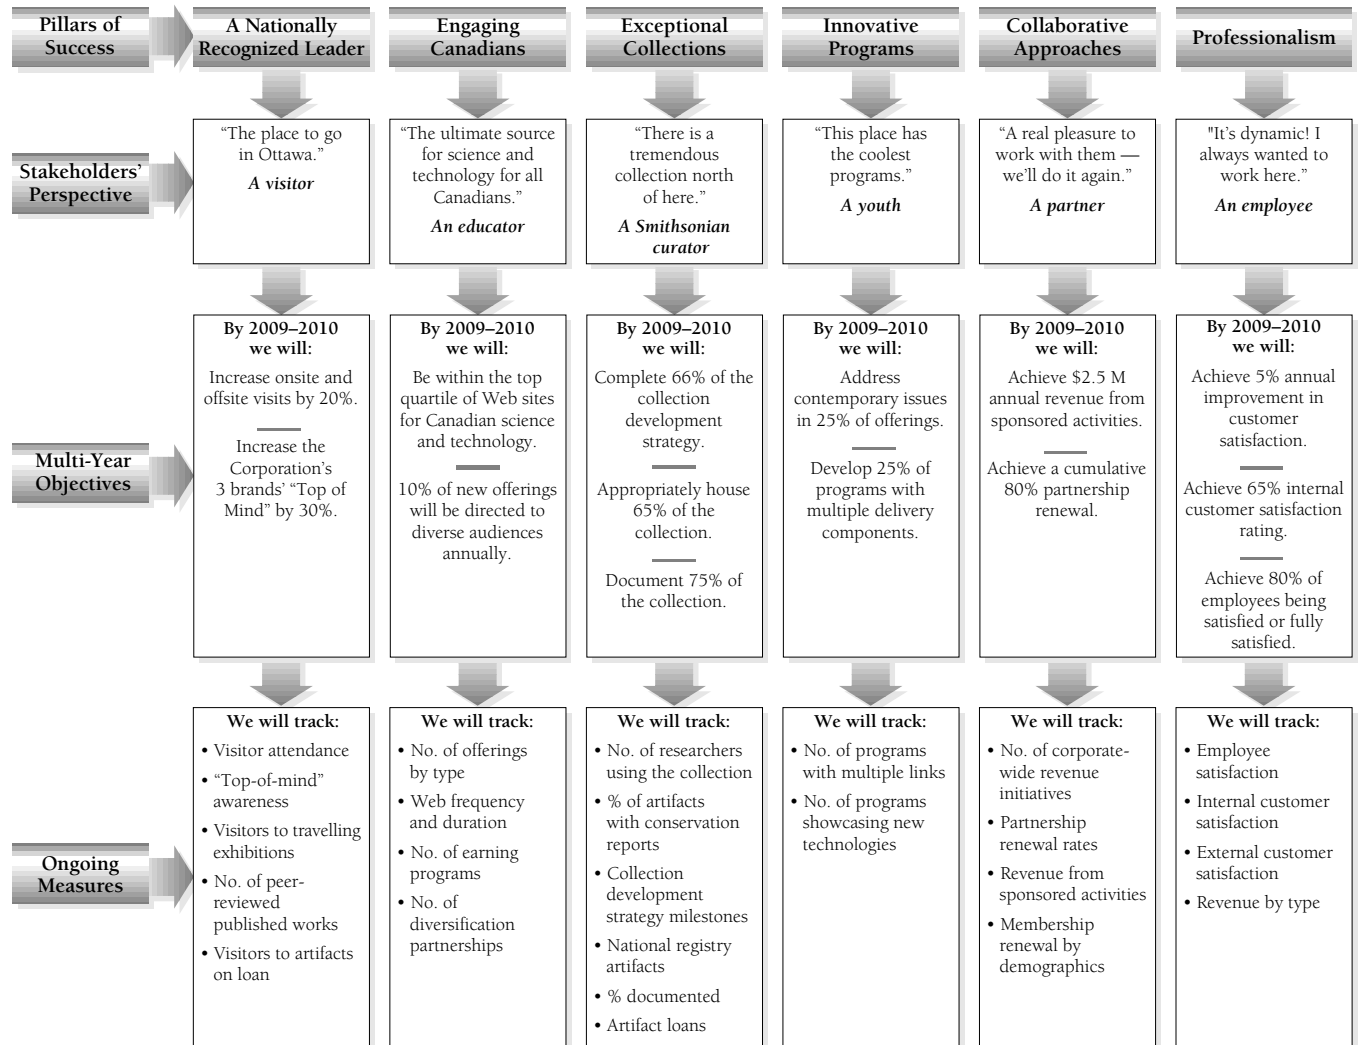 Pillars of
Success
A Nationally
Recognized Leader
Engaging
Canadians
Exceptional
Collections
Innovative
Programs
Collaborative
Approaches
Professionalism
Stakeholders’
Perspective
“The place to go
in Ottawa.”
A visitor
“The ultimate source
for science and
technology for all
Canadians.”
An educator
“There is a
tremendous
collection north
of here.”
A Smithsonian
curator
“This place has
the coolest
programs.”
A youth
“A real pleasure to
work with them —
we’ll do it again.”
A partner
"It’s dynamic! I
always wanted to
work here.”
An employee
Multi-Year
Objectives
By 2009–2010
we will:
Increase onsite and
offsite visits by 20%.
Increase the
Corporation’s
3 brands’ “Top of
Mind” by 30%.
By 2009–2010
we will:
Be within the top
quartile of Web sites
for Canadian science
and technology.
10% of new offerings
will be directed to
diverse audiences
annually.
By 2009–2010
we will:
Complete 66% of the
collection
development
strategy.
Appropriately house
65% of the
collection.
Document 75% of
the collection.
By 2009–2010
we will:
Address
contemporary issues
in 25% of offerings.
Develop 25% of
programs with
multiple delivery
components.
By 2009–2010
we will:
Achieve $2.5 M
annual revenue from
sponsored activities.
Achieve a cumulative
80% partnership
renewal.
By 2009–2010
we will:
Achieve 5% annual
improvement in
customer
satisfaction.
Achieve 65% internal
customer satisfaction
rating.
Achieve 80% of
employees being
satisfied or fully
satisfied.
Ongoing
Measures
We will track:
• Visitor attendance
• “Top-of-mind”
awareness
• Visitors to travelling
exhibitions
• No. of peer-
reviewed
published works
• Visitors to artifacts
on loan
We will track:
• No. of offerings
by type
• Web frequency
and duration
• No. of earning
programs
• No. of
diversification
partnerships
We will track:
• No. of researchers
using the collection
• % of artifacts
with conservation
reports
• Collection
development
strategy milestones
• National registry
artifacts
• % documented
• Artifact loans
We will track:
• No. of programs
with multiple links
• No. of programs
showcasing new
technologies
We will track:
• No. of corporate-
wide revenue
initiatives
• Partnership
renewal rates
• Revenue from
sponsored activities
• Membership
renewal by
demographics
We will track:
• Employee
satisfaction
• Internal customer
satisfaction
• External customer
satisfaction
• Revenue by type